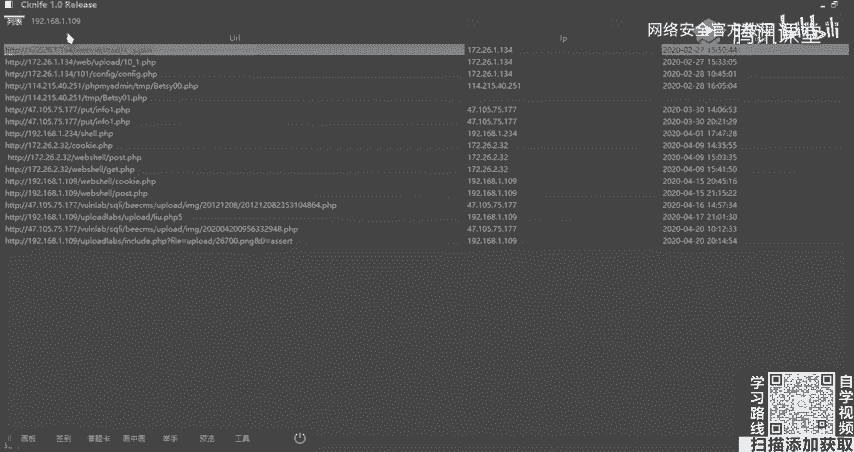 Cknife 1.0 Release
列表 192.168.1.109
网络安全官方教程
腾讯课堂
bilibili
Url Ip
172.26.1.134 2020-02-27 15:30:44
http://172.26.1.134/web/upload/10_1.php 172.26.1.134 2020-02-27 15:33:05
http://172.26.1.134/101/config/config.php 172.26.1.134 2020-02-28 10:45:01
http://114.215.40.251/phpmyadmin/tmp/Betsy00.php 114.215.40.251 2020-02-28 16:05:04
http://114.215.40.251/tmp/Betsy01.php
http://47.105.75.177/put/info1.php 47.105.75.177 2020-03-30 14:06:53
http://47.105.75.177/put/info1.php 47.105.75.177 2020-03-30 20:21:29
http://192.168.1.234/shell.php 192.168.1.234 2020-04-01 17:47:28
http://172.26.2.32/cookie.php 172.26.2.32 2020-04-09 14:35:55
http://172.26.2.32/webshell/post.php 172.26.2.32 2020-04-09 15:03:35
http://172.26.2.32/webshell/get.php 172.26.2.32 2020-04-09 15:41:50
http://192.168.1.109/webshell/cookie.php 192.168.1.109 2020-04-15 20:45:16
http://192.168.1.109/webshell/post.php 192.168.1.109 2020-04-15 21:15:22
http://47.105.75.177/vulnlab/sqli/beecms/upload/img/20121208/201212082353104864.php 47.105.75.177 2020-04-16 14:57:34
http://192.168.1.109/uploadlabs/upload/liu.php5 192.168.1.109 2020-04-17 21:01:30
http://47.105.75.177/vulnlab/sqli/beecms/upload/img/202004200956332948.php 47.105.75.177 2020-04-20 10:12:33
http://192.168.1.109/uploadlabs/include.php?file=upload/26700.png&0=assert 192.168.1.109 2020-04-20 20:14:54
学习路线
自学视频
扫描添加获取
画板 签到 答题卡 画中画 举手 预览 工具